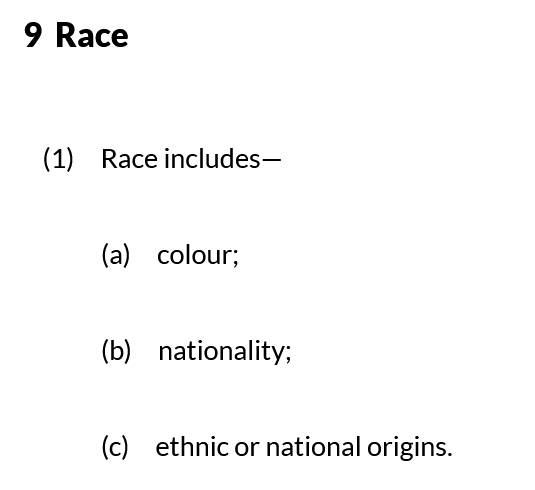 9 Race
(1) Race includes—
(a) colour;
(b) nationality;
(c) ethnic or national origins.